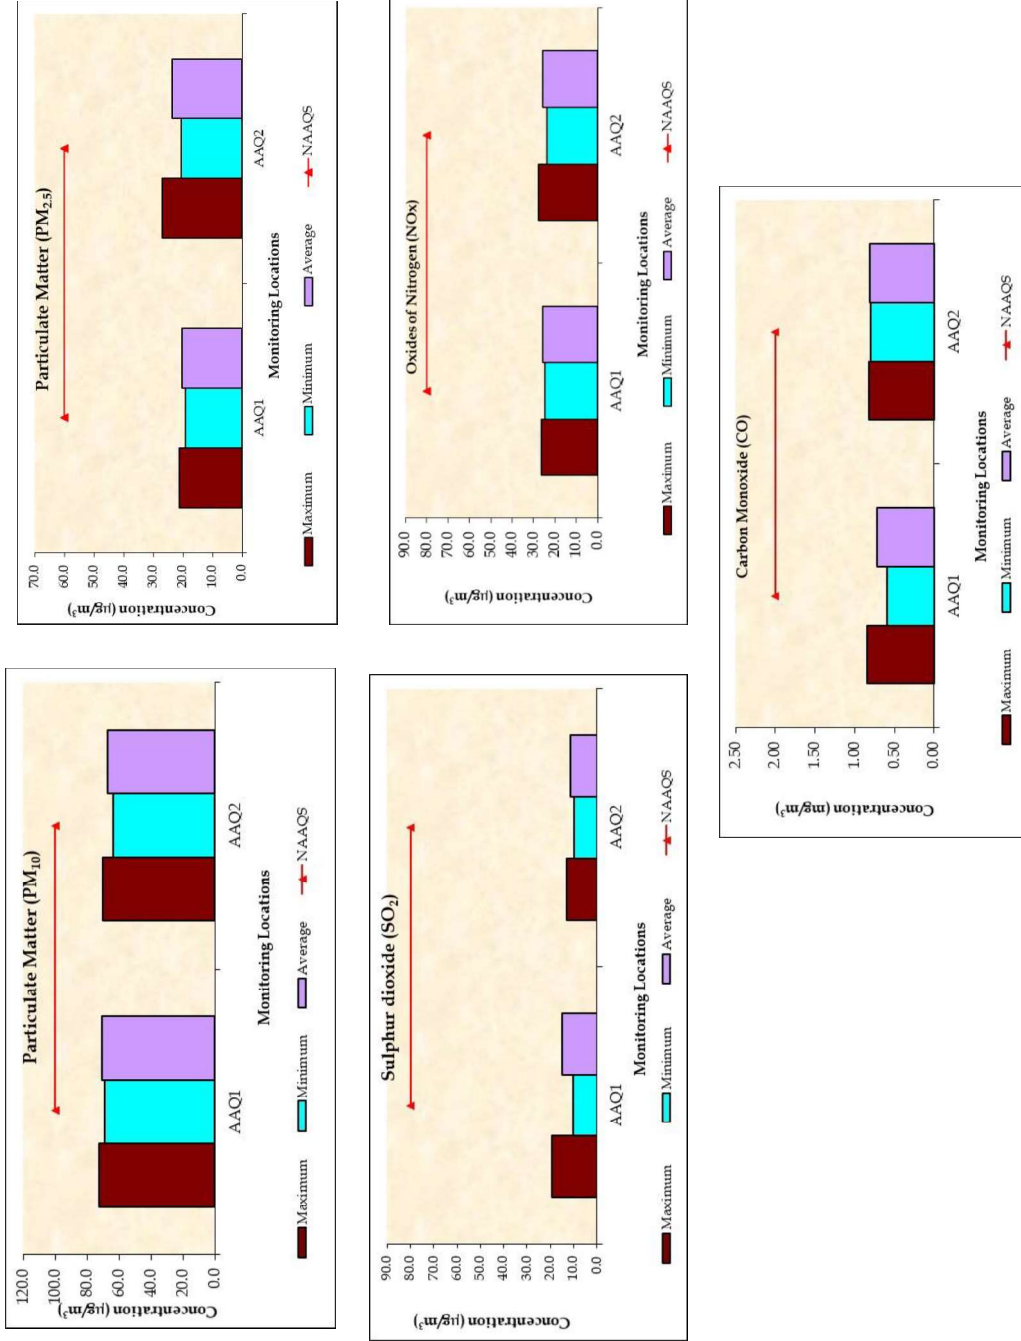 Particulate Matter (PM10)
120.0
100.0
80.0
60.0
40.0
20.0
0.0
Concentration (µg/m³)
AAQ1
AAQ2
Monitoring Locations
Maximum
Minimum
Average
NAAQS
Particulate Matter (PM2.5)
70.0
60.0
50.0
40.0
30.0
20.0
10.0
0.0
Concentration (µg/m³)
AAQ1
AAQ2
Monitoring Locations
Maximum
Minimum
Average
NAAQS
Sulphur dioxide (SO2)
90.0
80.0
70.0
60.0
50.0
40.0
30.0
20.0
10.0
0.0
Concentration (µg/m³)
AAQ1
AAQ2
Monitoring Locations
Maximum
Minimum
Average
NAAQS
Oxides of Nitrogen (NOx)
90.0
80.0
70.0
60.0
50.0
40.0
30.0
20.0
10.0
0.0
Concentration (µg/m³)
AAQ1
AAQ2
Monitoring Locations
Maximum
Minimum
Average
NAAQS
Carbon Monoxide (CO)
2.50
2.00
1.50
1.00
0.50
0.00
Concentration (mg/m³)
AAQ1
AAQ2
Monitoring Locations
Maximum
Minimum
Average
NAAQS